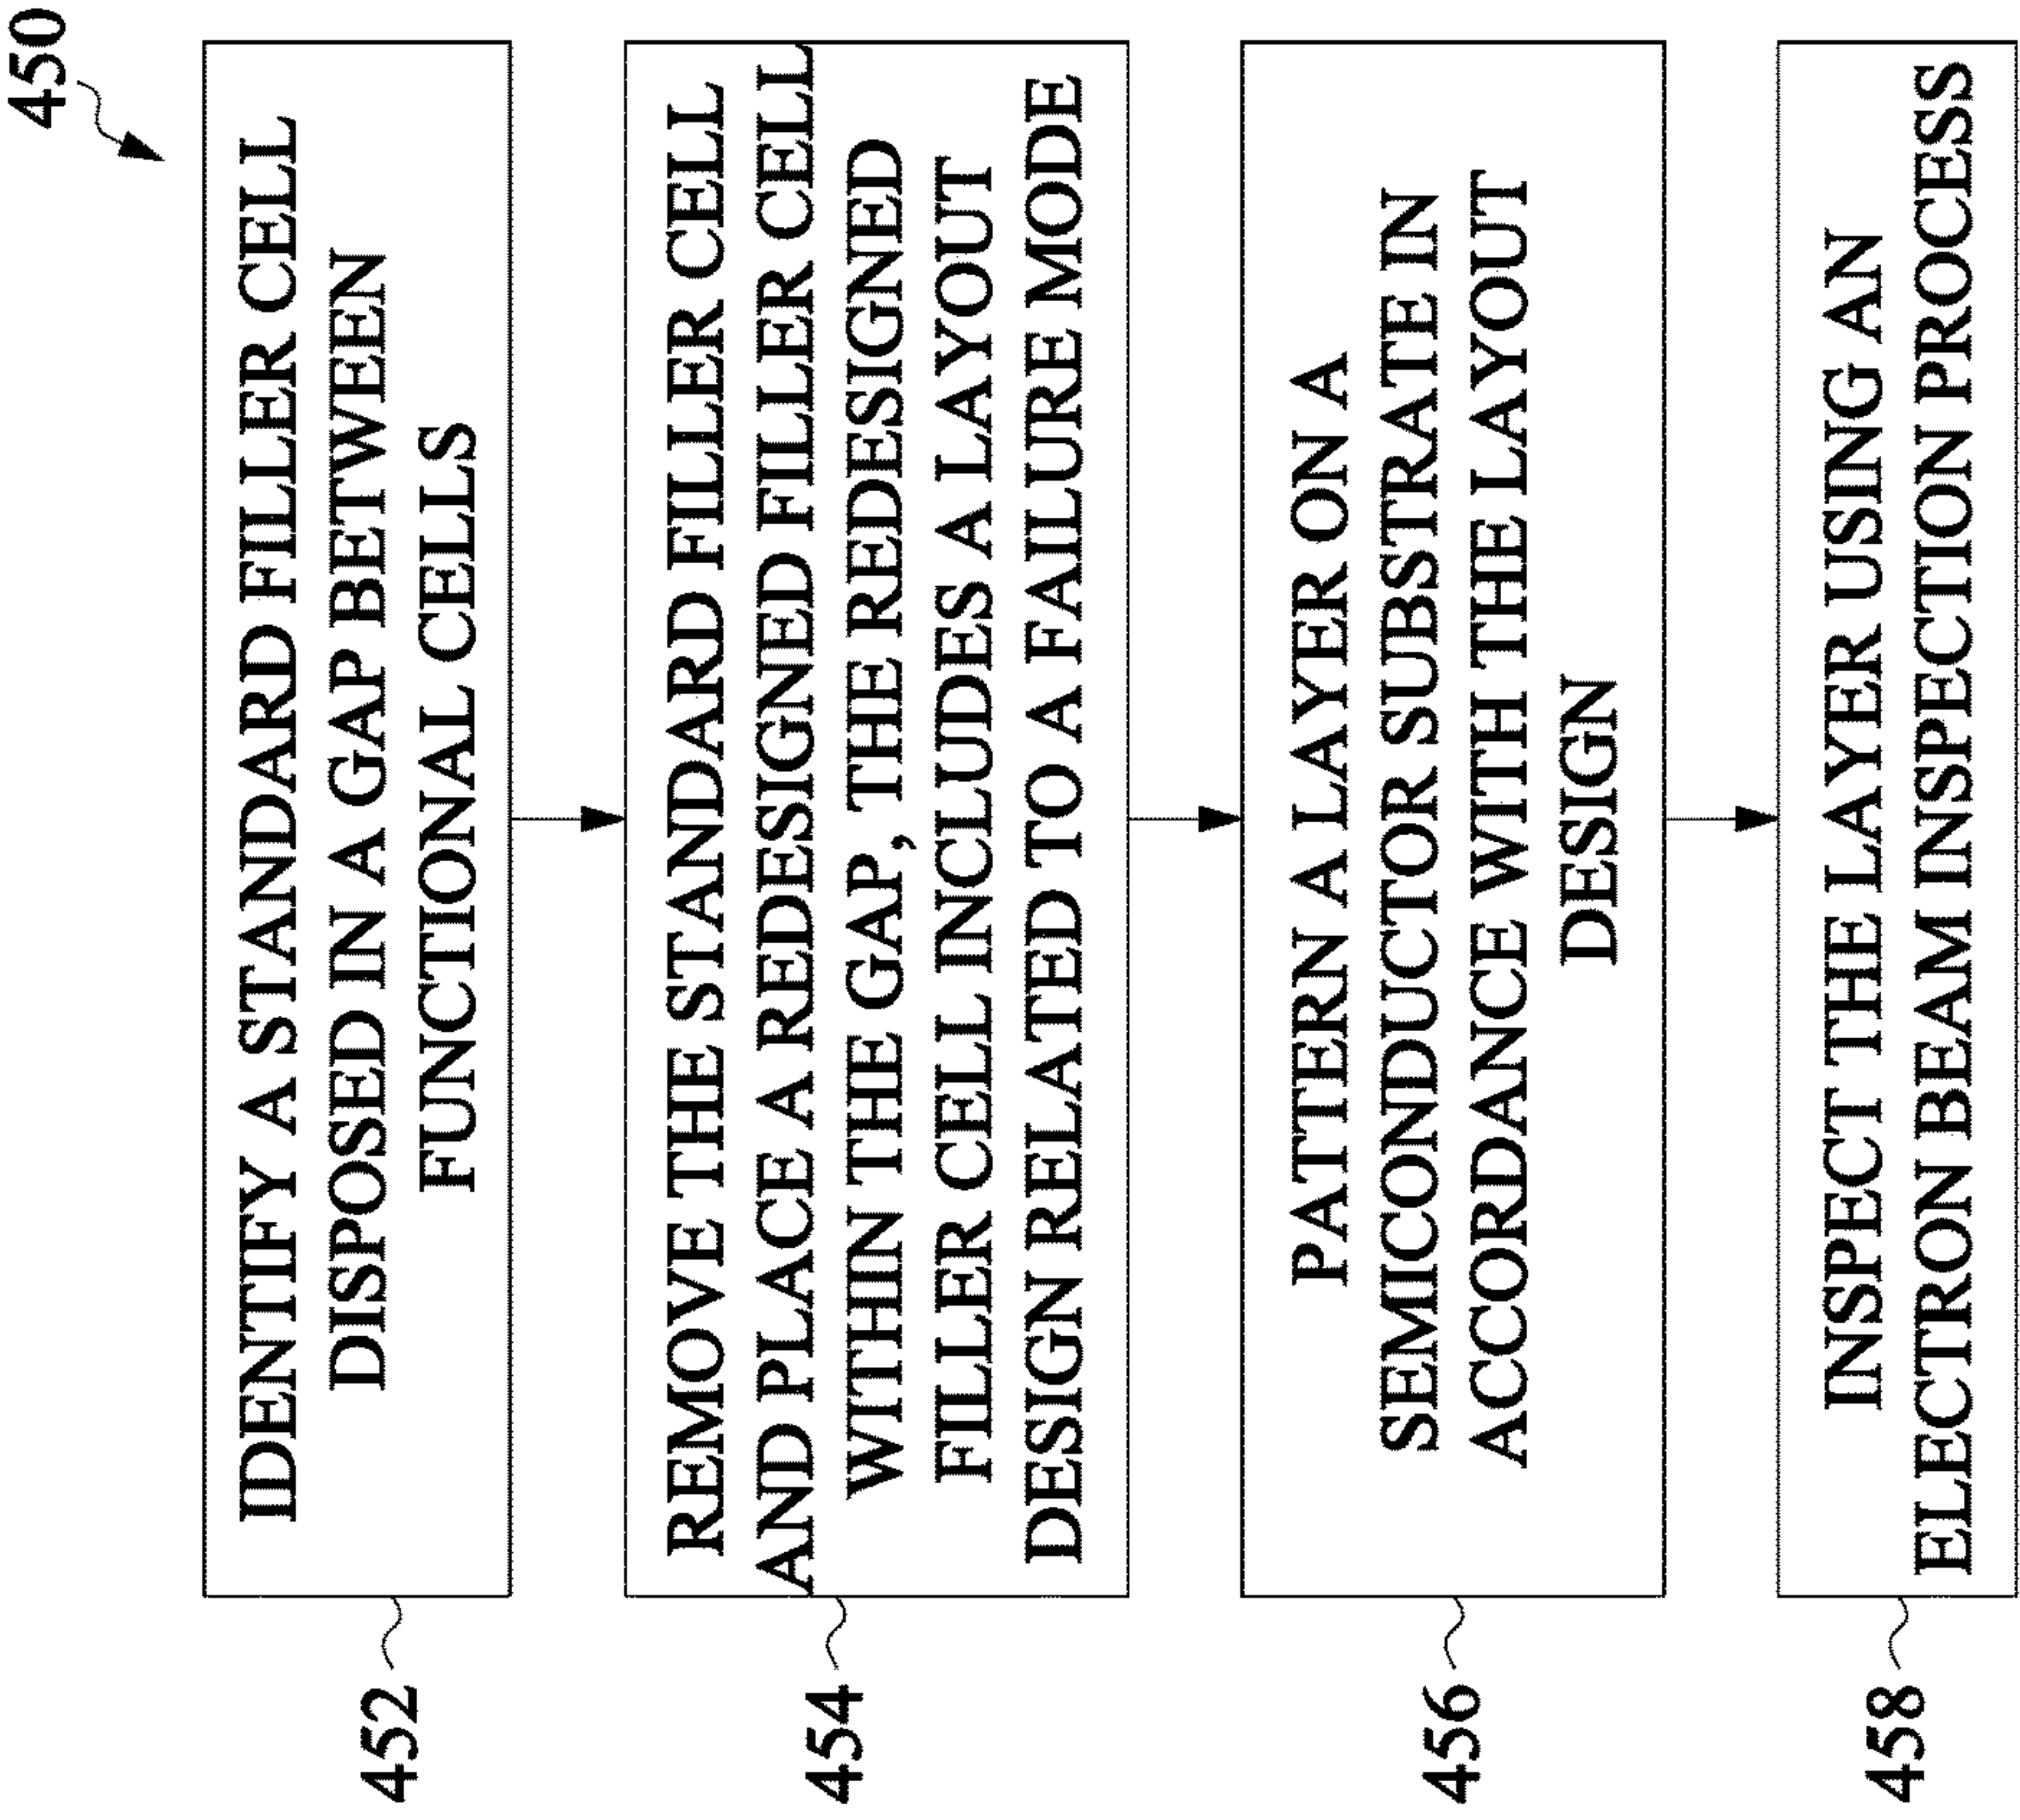 450
452
IDENTIFY A STANDARD FILLER CELL
DISPOSED IN A GAP BETWEEN
FUNCTIONAL CELLS
454
REMOVE THE STANDARD FILLER CELL
AND PLACE A REDESIGNED FILLER CELL
WITHIN THE GAP, THE REDESIGNED
FILLER CELL INCLUDES A LAYOUT
DESIGN RELATED TO A FAILURE MODE
456
PATTERN A LAYER ON A
SEMICONDUCTOR SUBSTRATE IN
ACCORDANCE WITH THE LAYOUT
DESIGN
458
INSPECT THE LAYER USING AN
ELECTRON BEAM INSPECTION PROCESS